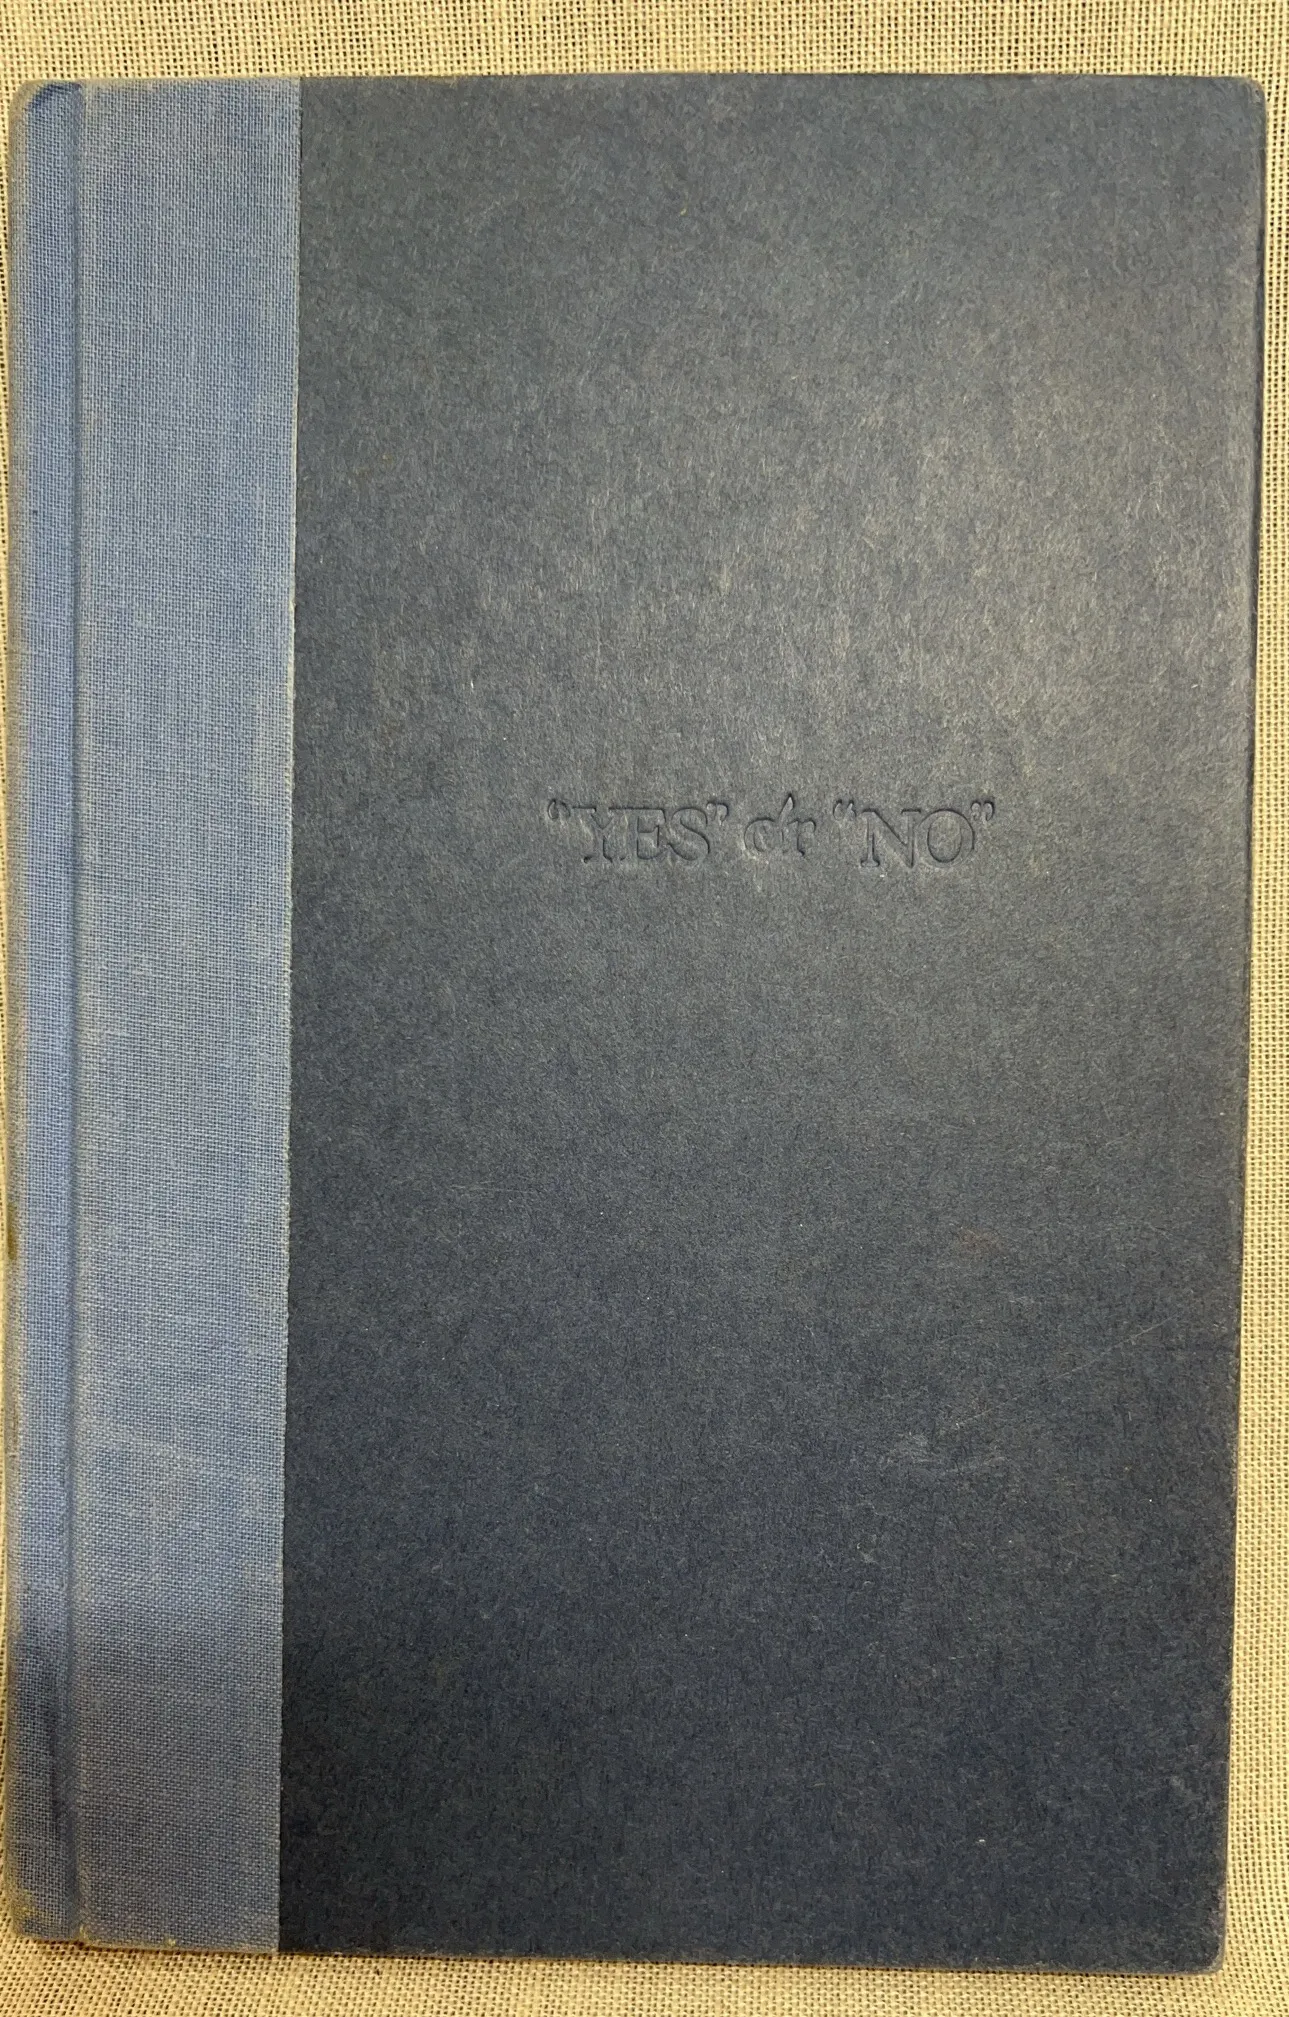 “YES” or “NO”